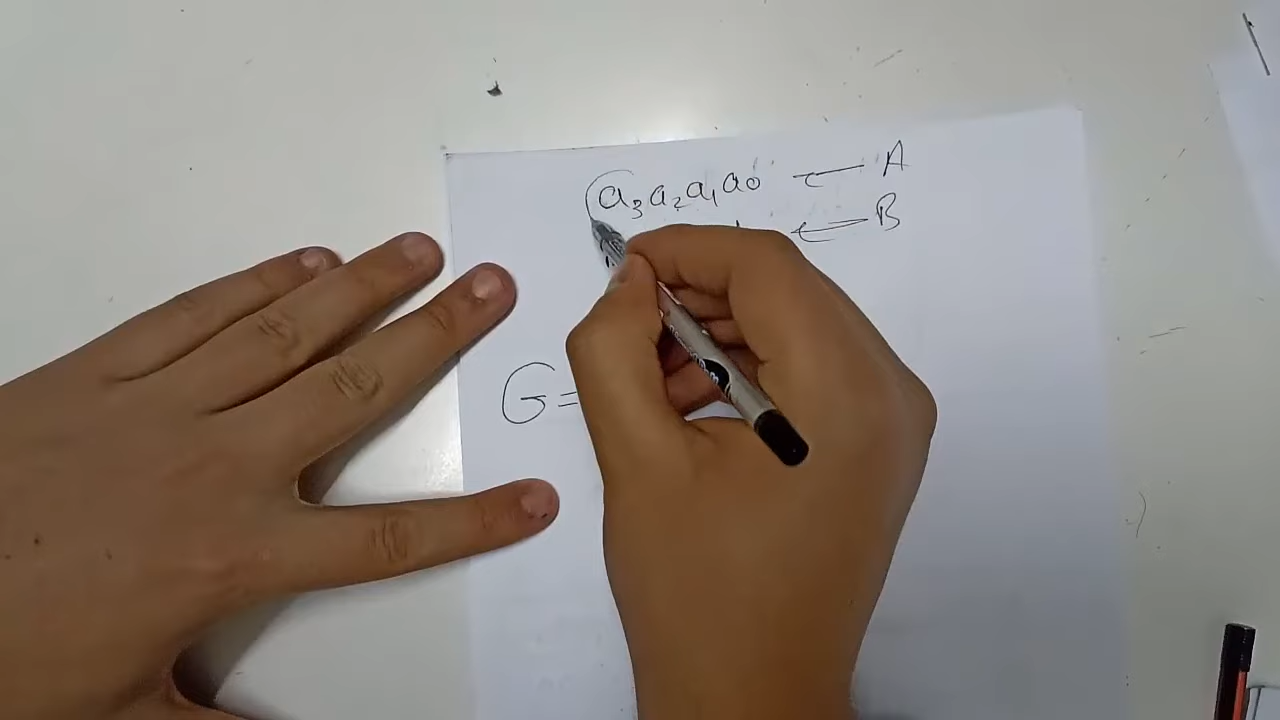 a₃a₂a₁a₀ ← A
← B
G=